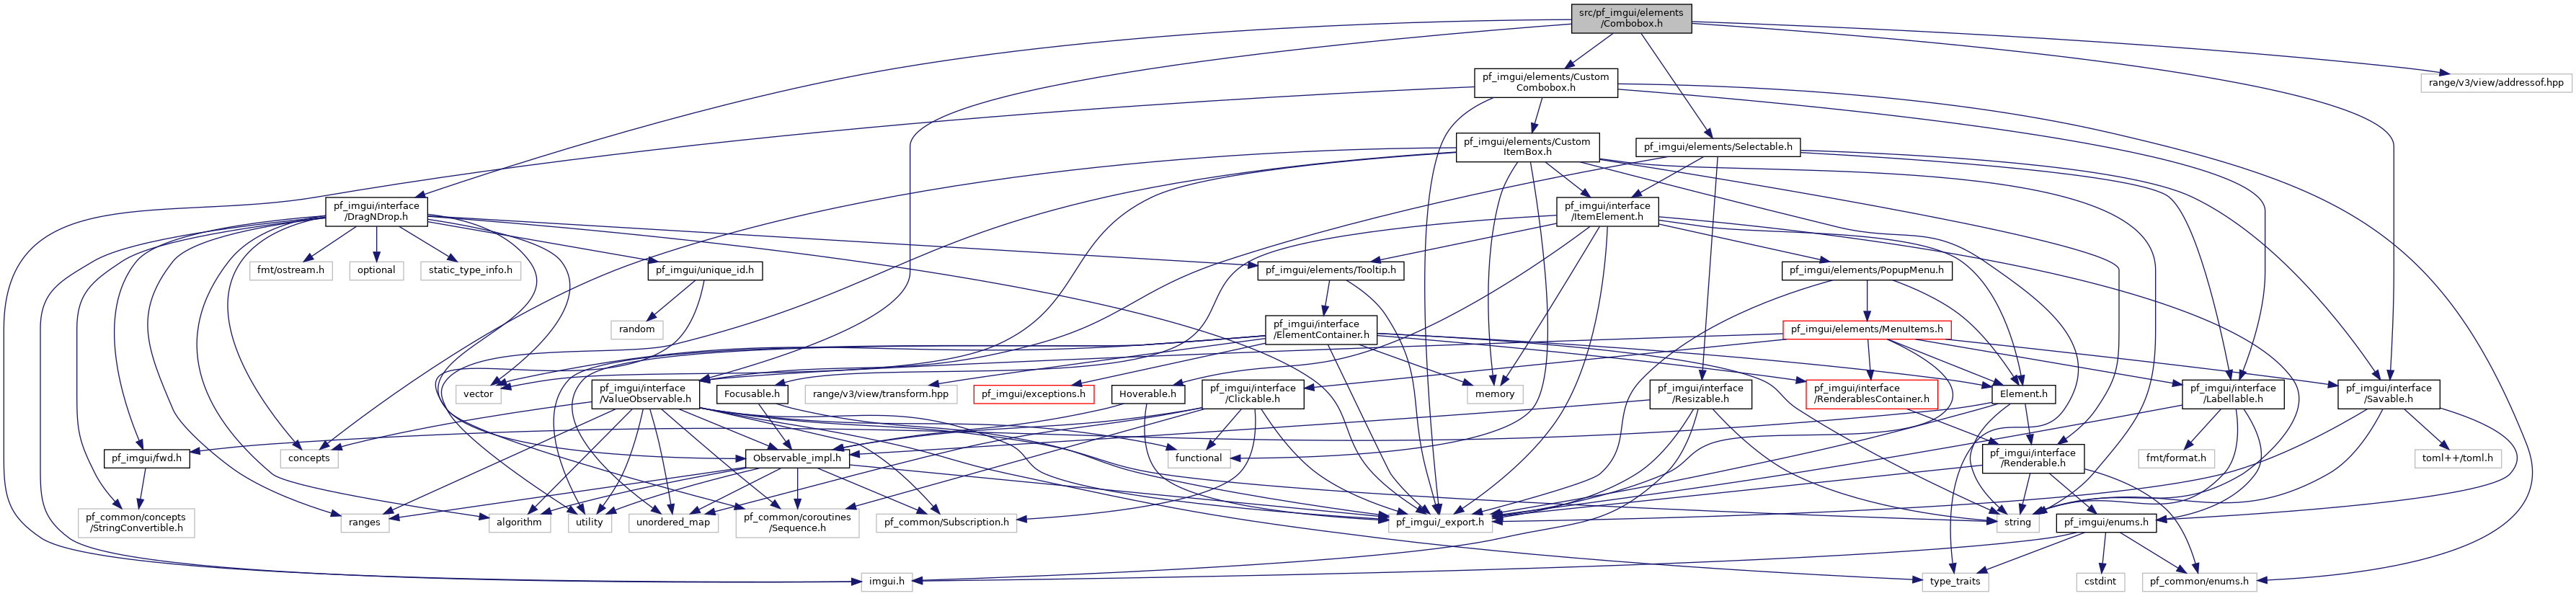 src/pf_imgui/elements
/Combobox.h
pf_imgui/elements/Custom
Combobox.h
range/v3/view/addressof.hpp
pf_imgui/elements/Custom
ItemBox.h
pf_imgui/elements/Selectable.h
pf_imgui/interface
/DragNDrop.h
pf_imgui/interface
/ItemElement.h
fmt/ostream.h
optional
static_type_info.h
pf_imgui/unique_id.h
pf_imgui/elements/Tooltip.h
pf_imgui/elements/PopupMenu.h
random
pf_imgui/interface
/ElementContainer.h
pf_imgui/elements/MenuItems.h
vector
pf_imgui/interface
/ValueObservable.h
Focusable.h
range/v3/view/transform.hpp
pf_imgui/exceptions.h
Hoverable.h
pf_imgui/interface
/Clickable.h
memory
pf_imgui/interface
/Resizable.h
pf_imgui/interface
/RenderablesContainer.h
Element.h
pf_imgui/interface
/Labellable.h
pf_imgui/interface
/Savable.h
pf_imgui/fwd.h
concepts
Observable_impl.h
functional
pf_imgui/interface
/Renderable.h
fmt/format.h
toml++/toml.h
pf_common/concepts
/StringConvertible.h
ranges
algorithm
utility
unordered_map
pf_common/coroutines
/Sequence.h
pf_common/Subscription.h
pf_imgui/_export.h
string
pf_imgui/enums.h
imgui.h
type_traits
cstdint
pf_common/enums.h